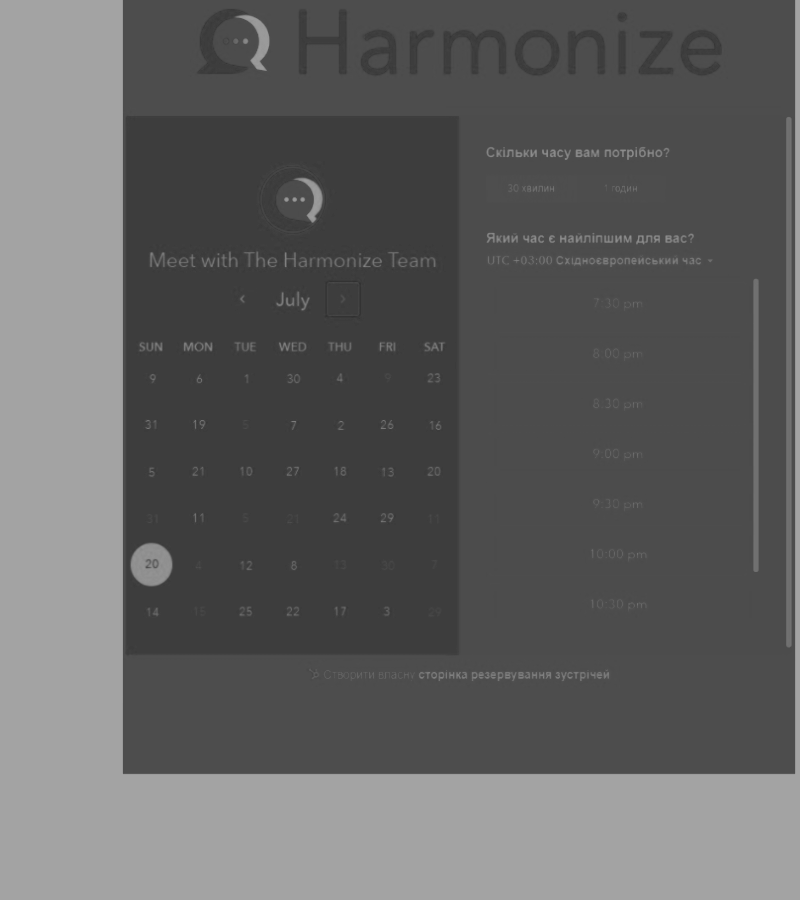 Harmonize
Meet with The Harmonize Team
July
SUN MON TUE WED THU FRI SAT
9 6 1 30 4 9 23
31 19 5 7 2 26 16
5 21 10 27 18 13 20
31 11 5 21 24 29 11
20 4 12 8 13 30 7
14 15 25 22 17 3 29
Скільки часу вам потрібно?
30 хвилин 1 годин
Який час є найліпшим для вас?
UTC +03:00 Східноєвропейський час
7:30 pm
8:00 pm
8:30 pm
9:00 pm
9:30 pm
10:00 pm
10:30 pm
Створити власну сторінка резервування зустрічей